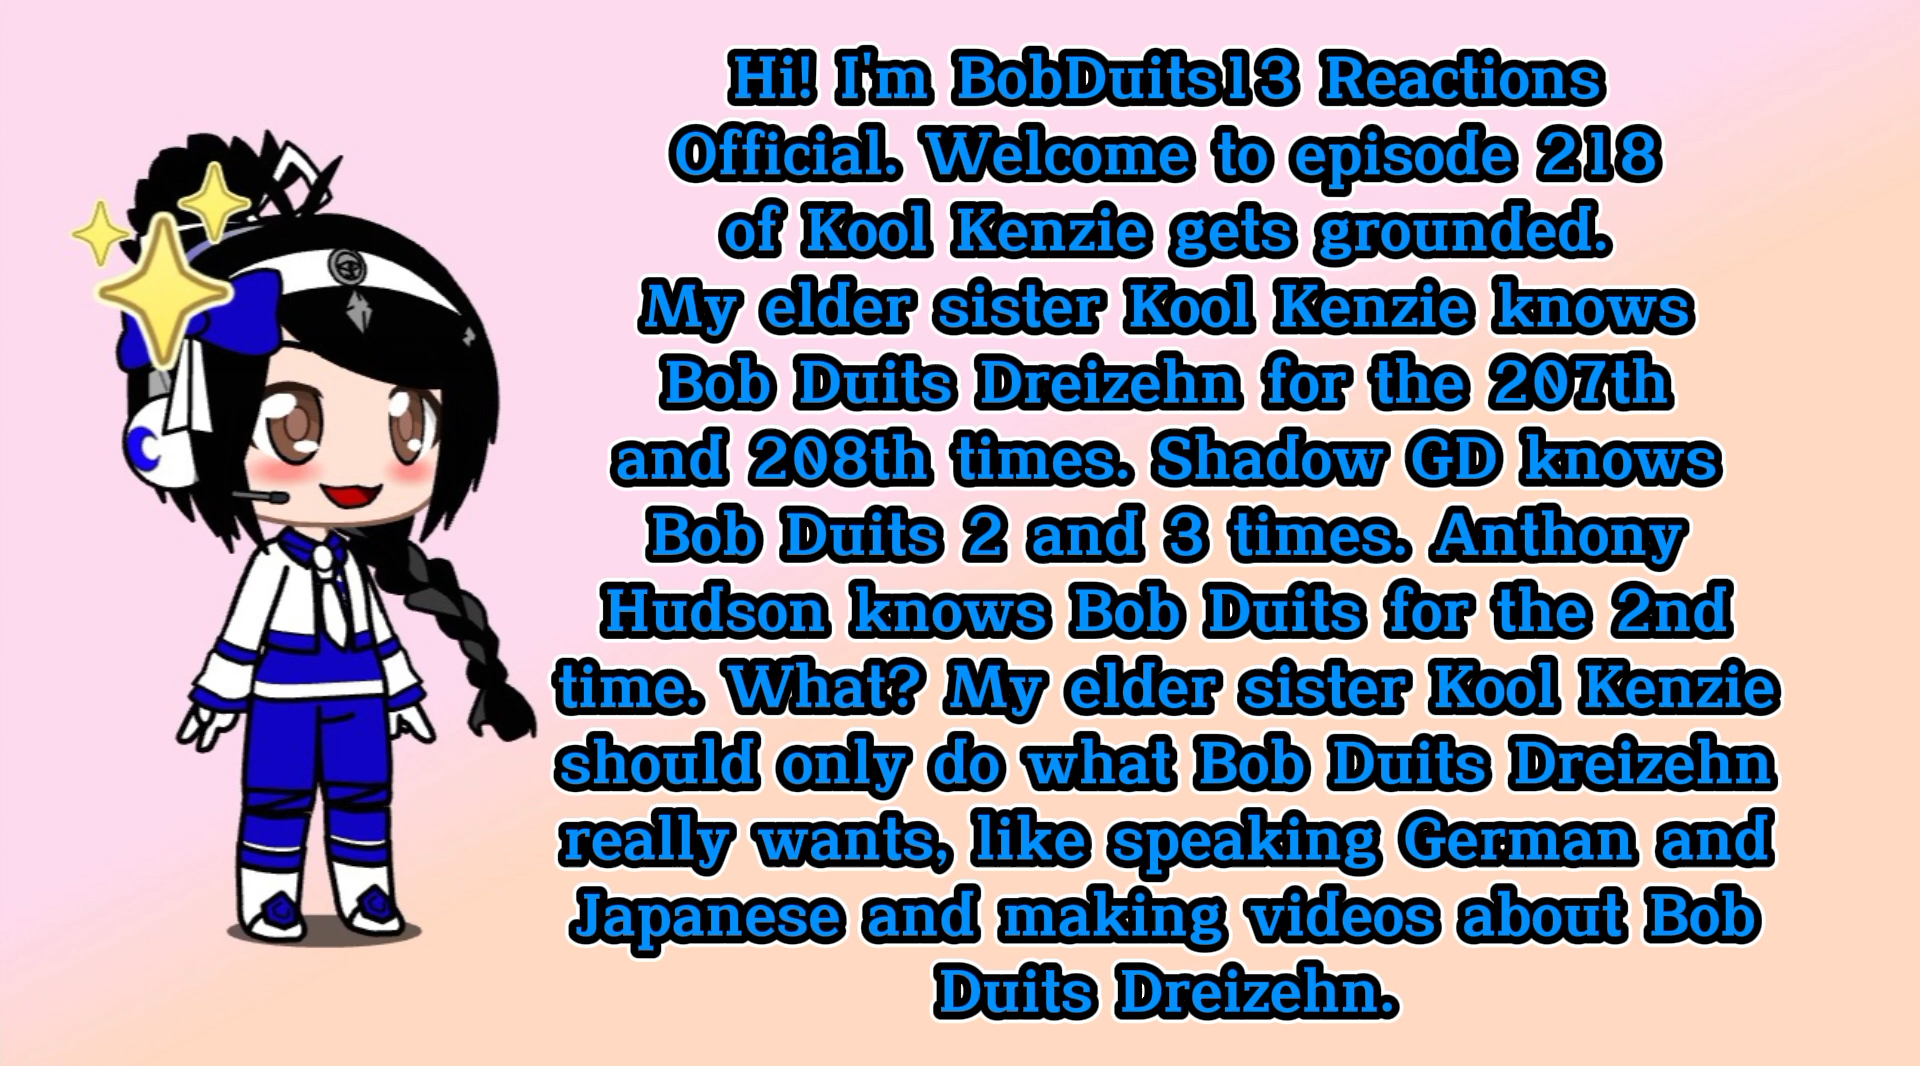 Hi! I'm BobDuits13 Reactions
Official. Welcome to episode 218
of Kool Kenzie gets grounded.
My elder sister Kool Kenzie knows
Bob Duits Dreizehn for the 207th
and 208th times. Shadow GD knows
Bob Duits 2 and 3 times. Anthony
Hudson knows Bob Duits for the 2nd
time. What? My elder sister Kool Kenzie
should only do what Bob Duits Dreizehn
really wants, like speaking German and
Japanese and making videos about Bob
Duits Dreizehn.